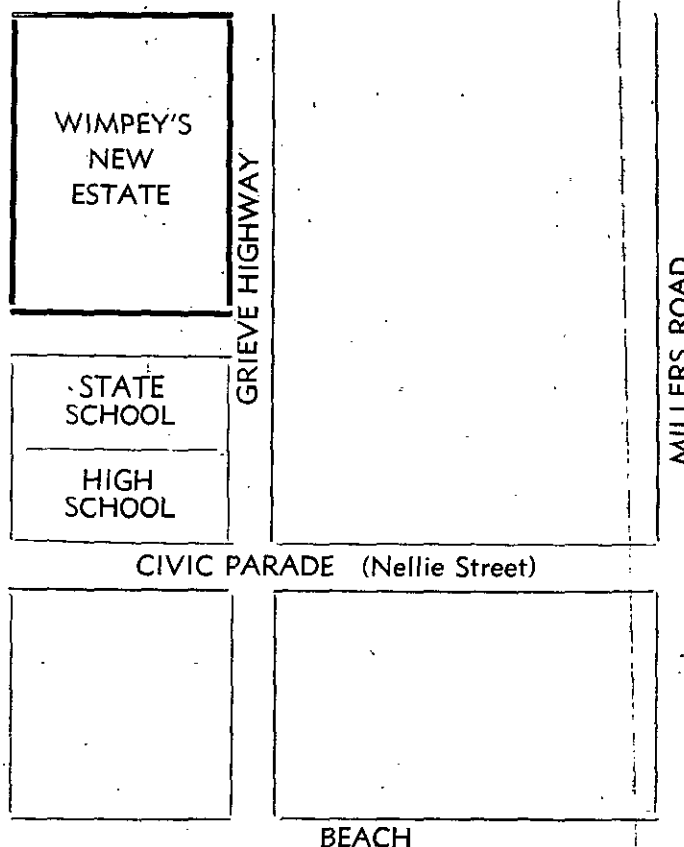 WIMPEY'S
NEW
ESTATE
GRIEVE HIGHWAY
MILLERS ROAD
STATE
SCHOOL
HIGH
SCHOOL
CIVIC PARADE (Nellie Street)
BEACH